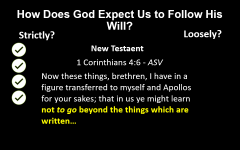 How Does God Expect Us to Follow His
Will?
Strictly?
Loosely?
New Testaent
1 Corinthians 4:6 - ASV
Now these things, brethren, I have in
a figure transferred to myself and Apollos
for your sakes; that in us ye might learn
not to go beyond the things which are
written…